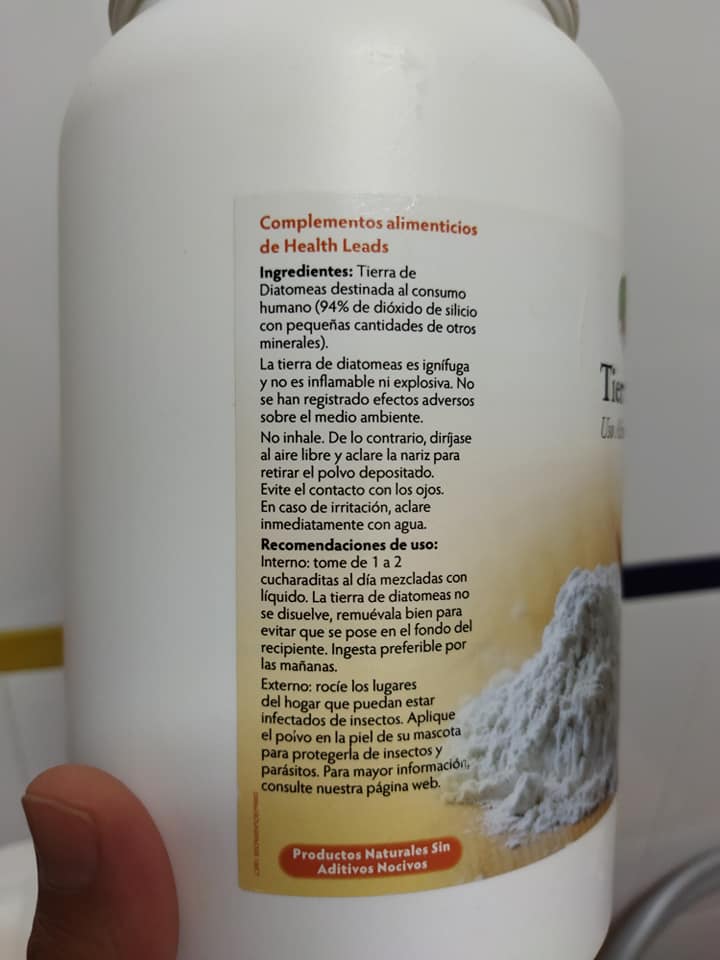 Complementos alimenticios
de Health Leads
Ingredientes: Tierra de
Diatomeas destinada al consumo
humano (94% de dióxido de silicio
con pequeñas cantidades de otros
minerales).
La tierra de diatomeas es ignífuga
y no es inflamable ni explosiva. No
se han registrado efectos adversos
sobre el medio ambiente.
No inhale. De lo contrario, diríjase
al aire libre y aclare la nariz para
retirar el polvo depositado.
Evite el contacto con los ojos.
En caso de irritación, aclare
inmediatamente con agua.
Recomendaciones de uso:
Interno: tome de 1 a 2
cucharaditas al día mezcladas con
líquido. La tierra de diatomeas no
se disuelve, remuévala bien para
evitar que se pose en el fondo del
recipiente. Ingesta preferible por
las mañanas.
Externo: rocíe los lugares
del hogar que puedan estar
infectados de insectos. Aplique
el polvo en la piel de su mascota
para protegerla de insectos y
parásitos. Para mayor información,
consulte nuestra página web.
Productos Naturales Sin
Aditivos Nocivos
Tier
Uso